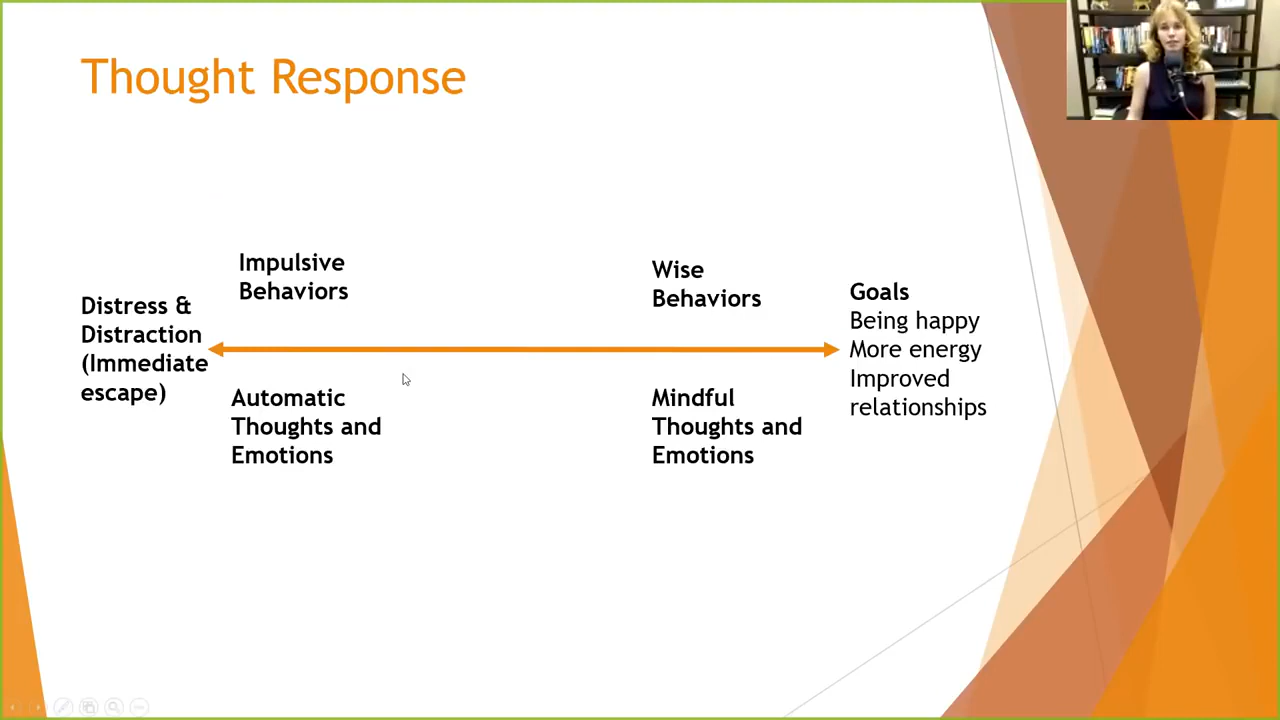 Thought Response
Impulsive
Behaviors
Wise
Behaviors
Distress &
Distraction
(Immediate
escape)
Goals
Being happy
More energy
Improved
relationships
Automatic
Thoughts and
Emotions
Mindful
Thoughts and
Emotions